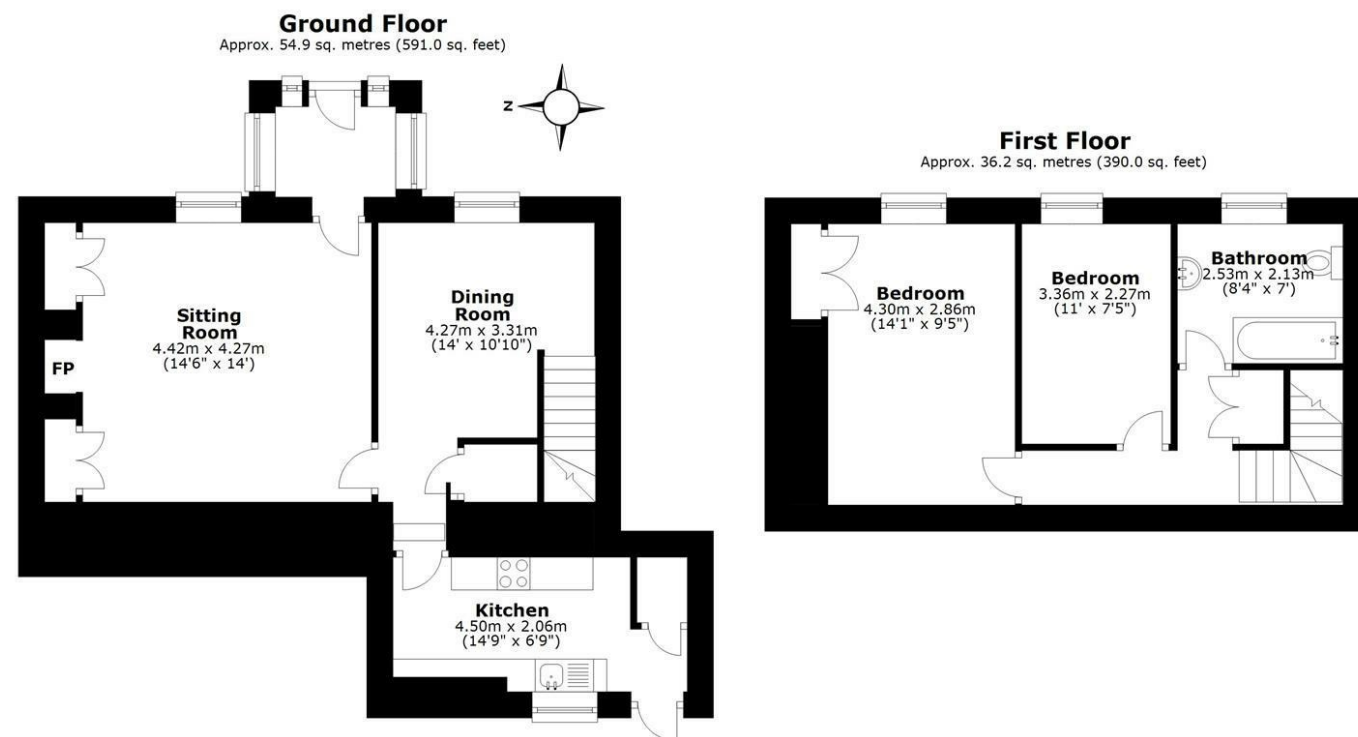 Ground Floor
Approx. 54.9 sq. metres (591.0 sq. feet)
Z
First Floor
Approx. 36.2 sq. metres (390.0 sq. feet)
Sitting
Room
4.42m x 4.27m
(14'6" x 14')
FP
Dining
Room
4.27m x 3.31m
(14' x 10'10")
Kitchen
4.50m x 2.06m
(14'9" x 6'9")
Bedroom
4.30m x 2.86m
(14'1" x 9'5")
Bedroom
3.36m x 2.27m
(11' x 7'5")
Bathroom
2.53m x 2.13m
(8'4" x 7')